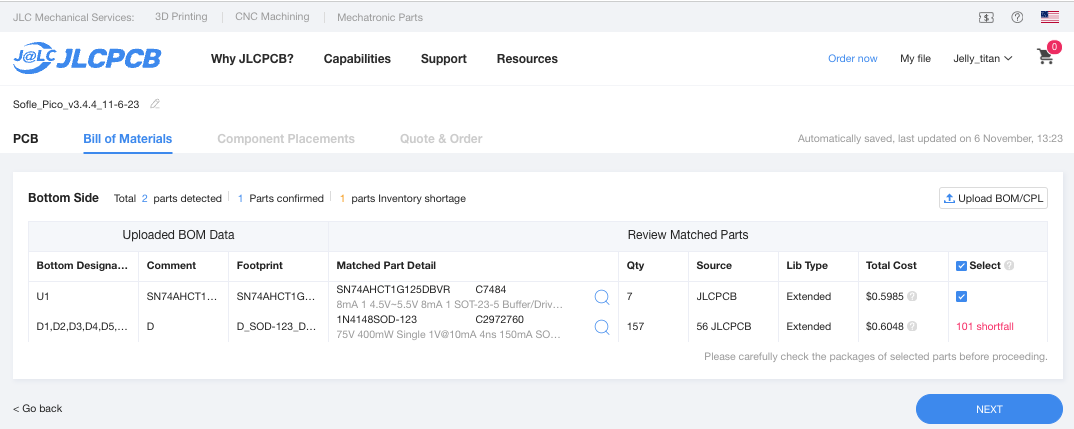 JLC Mechanical Services: 3D Printing CNC Machining Mechatronic Parts
J@LC JLCPCB Why JLCPCB? Capabilities Support Resources Order now My file Jelly_titan 0
Sofle_Pico_v3.4.4_11-6-23
PCB Bill of Materials Component Placements Quote & Order Automatically saved, last updated on 6 November, 13:23
Bottom Side Total 2 parts detected 1 Parts confirmed 1 parts Inventory shortage Upload BOM/CPL
Uploaded BOM Data Review Matched Parts
Bottom Designa... Comment Footprint Matched Part Detail Qty Source Lib Type Total Cost Select ?
U1 SN74AHCT1... SN74AHCT1G... SN74AHCT1G125DBVR C7484 7 JLCPCB Extended $0.5985 ?
8mA 1 4.5V~5.5V 8mA 1 SOT-23-5 Buffer/Driv...
D1,D2,D3,D4,D5,... D D_SOD-123_D... 1N4148SOD-123 C2972760 157 56 JLCPCB Extended $0.6048 ? 101 shortfall
75V 400mW Single 1V@10mA 4ns 150mA SO...
Please carefully check the packages of selected parts before proceeding.
< Go back NEXT